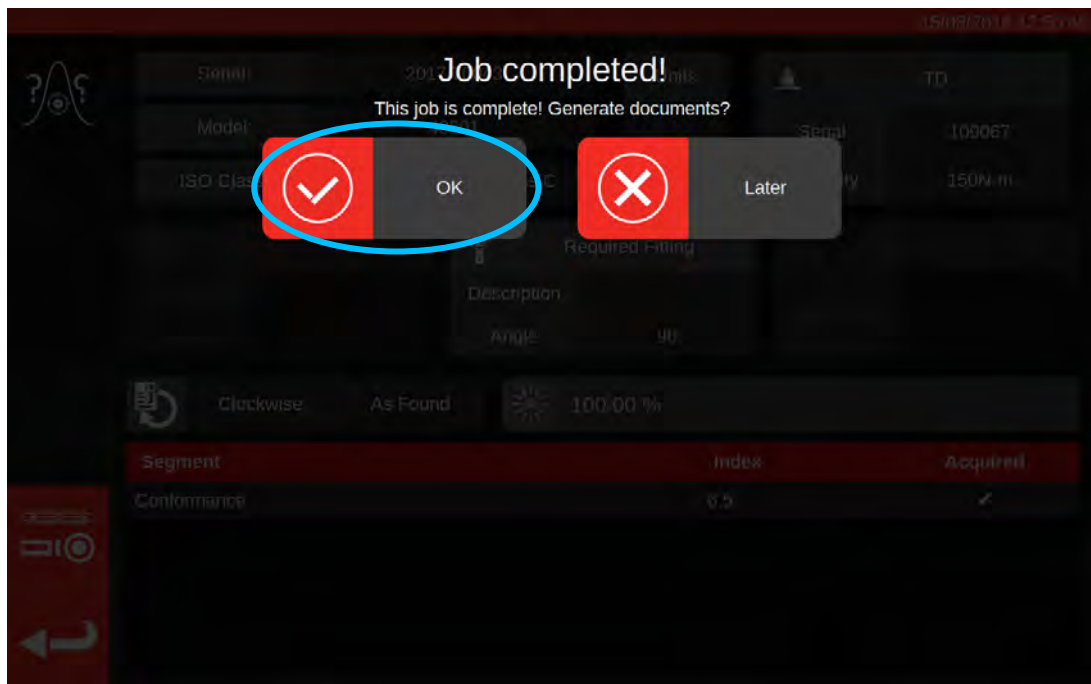 Job completed!
This job is complete! Generate documents?
OK
Later
Serial
Model
TD
Serial
109067
ISO Class
150N·m
Required Fitting
Description
Angle
90
Clockwise
As Found
100.00 %
Segment
Index
Acquired
Conformance
6.5